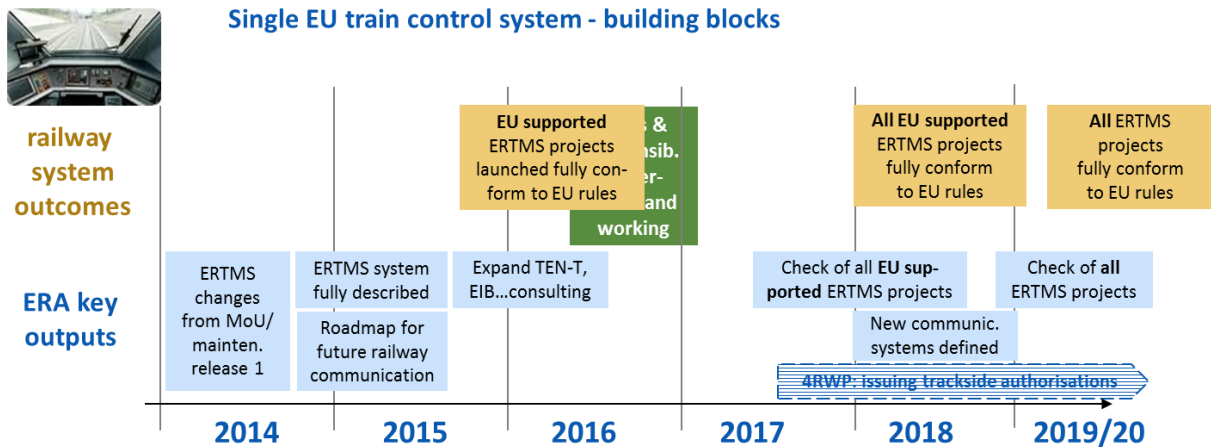 Single EU train control system - building blocks
railway
system
outcomes
EU supported
ERTMS projects
launched fully con-
form to EU rules
&
working
All EU supported
ERTMS projects
fully conform
to EU rules
All ERTMS
projects
fully conform
to EU rules
ERA key
outputs
ERTMS
changes
from MoU/
mainten.
release 1
ERTMS system
fully described
Roadmap for
future railway
communication
Expand TEN-T,
EIB...consulting
Check of all EU sup-
ported ERTMS projects
New communic.
systems defined
Check of all
ERTMS projects
4RWP: issuing trackside authorisations
2014
2015
2016
2017
2018
2019/20